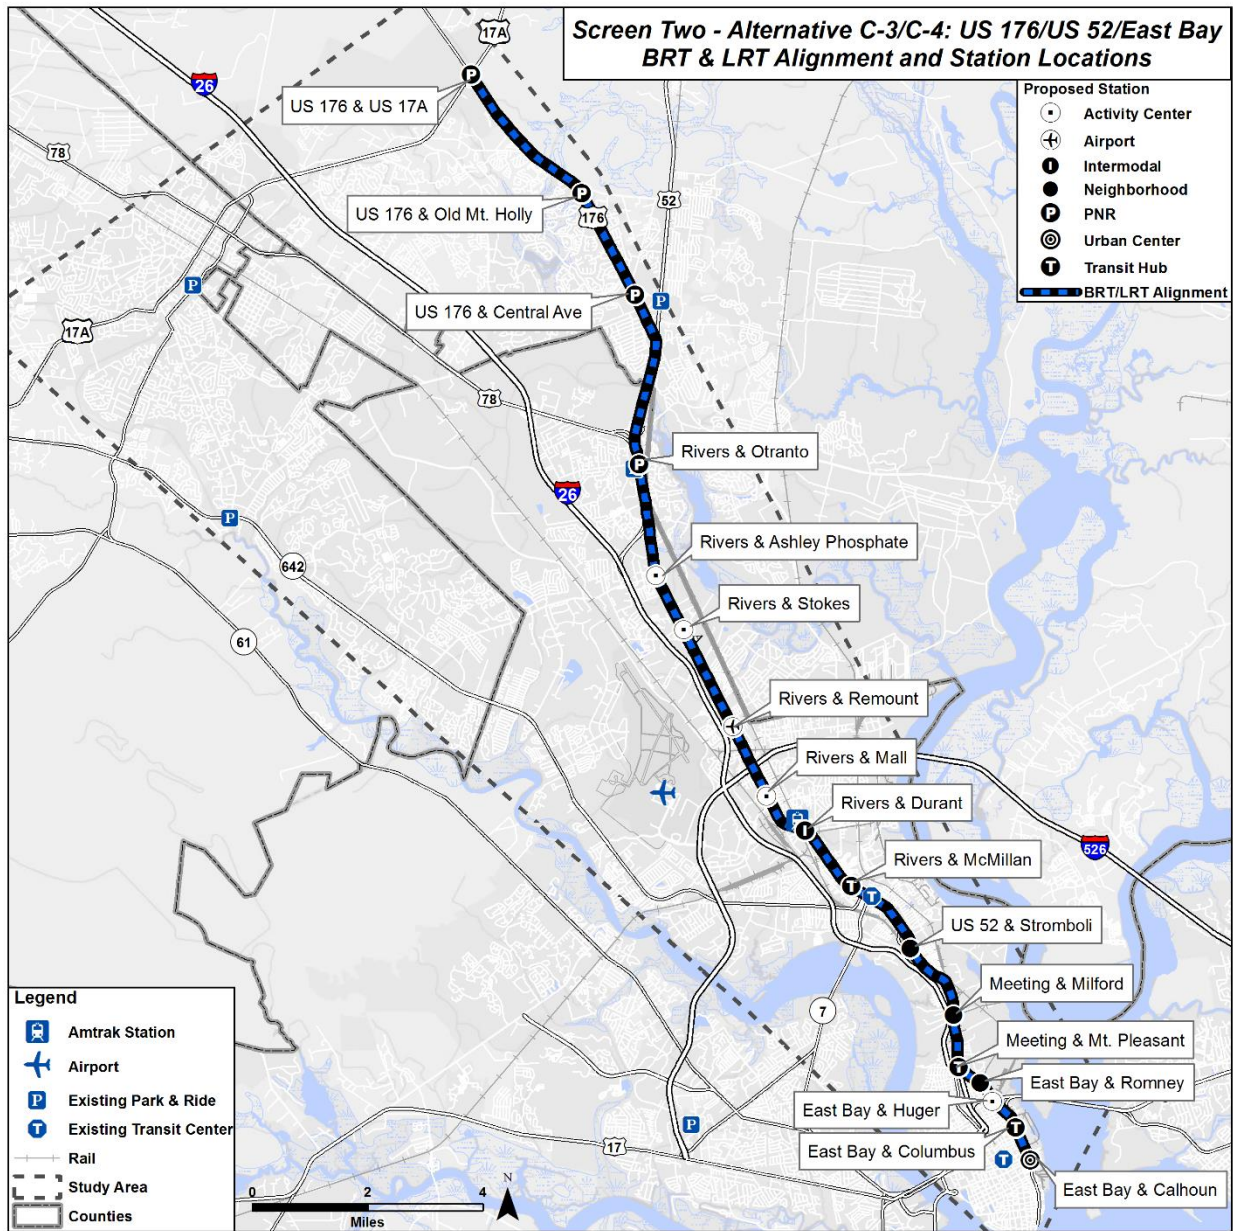 Screen Two - Alternative C-3/C-4: US 176/US 52/East Bay
BRT & LRT Alignment and Station Locations
Proposed Station
Activity Center
Airport
I Intermodal
Neighborhood
P PNR
Urban Center
T Transit Hub
BRT/LRT Alignment
17A
26
P
US 176 & US 17A
78
P
US 176 & Old Mt. Holly
176
52
P
17A
US 176 & Central Ave
P
P
78
Rivers & Otranto
P
26
P
642
Rivers & Ashley Phosphate
Rivers & Stokes
61
Rivers & Remount
Rivers & Mall
Rivers & Durant
I
526
Rivers & McMillan
T
T
US 52 & Stromboli
Meeting & Milford
7
Meeting & Mt. Pleasant
T
East Bay & Romney
East Bay & Huger
P
East Bay & Columbus
T
T
17
East Bay & Calhoun
Legend
Amtrak Station
Airport
P Existing Park & Ride
T Existing Transit Center
Rail
Study Area
Counties
0 2 4
Miles
N